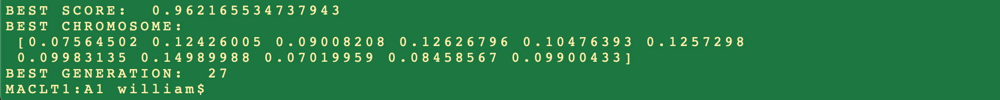 BEST SCORE:  0.962165534737943
BEST CHROMOSOME:
 [0.07564502 0.12426005 0.09008208 0.12626796 0.10476393 0.1257298
 0.09983135 0.14989988 0.07019959 0.08458567 0.09900433]
BEST GENERATION:  27
MACLT1:A1 william$